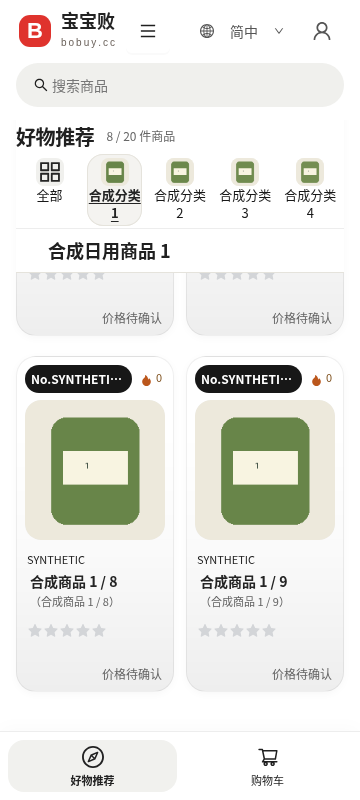 B
宝宝败
bobuy.cc
简中
搜索商品
好物推荐
8 / 20 件商品
全部
合成分类
1
合成分类
2
合成分类
3
合成分类
4
合成日用商品 1
价格待确认
价格待确认
No.SYNTHETI...
0
No.SYNTHETI...
0
1
1
SYNTHETIC
SYNTHETIC
合成商品 1 / 8
合成商品 1 / 9
（合成商品 1 / 8）
（合成商品 1 / 9）
价格待确认
价格待确认
好物推荐
购物车